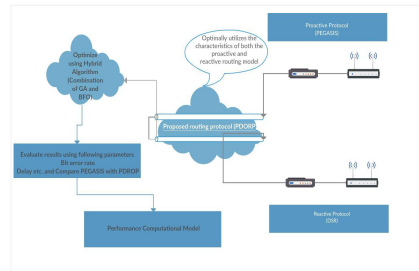 Proactive Protocol
(PEGASIS)
Optimally utilizes the
characteristics of both the
proactive and
reactive routing model
Optimize
using Hybrid
Algorithm
(Combination
of GA and
BFO)
Proposed routing protocol (PDORP)
Evaluate results using following parameters
Bit error rate
Delay etc. and Compare PEGASIS with PDROP
Performance Computational Model
Reactive Protocol
(DSR)